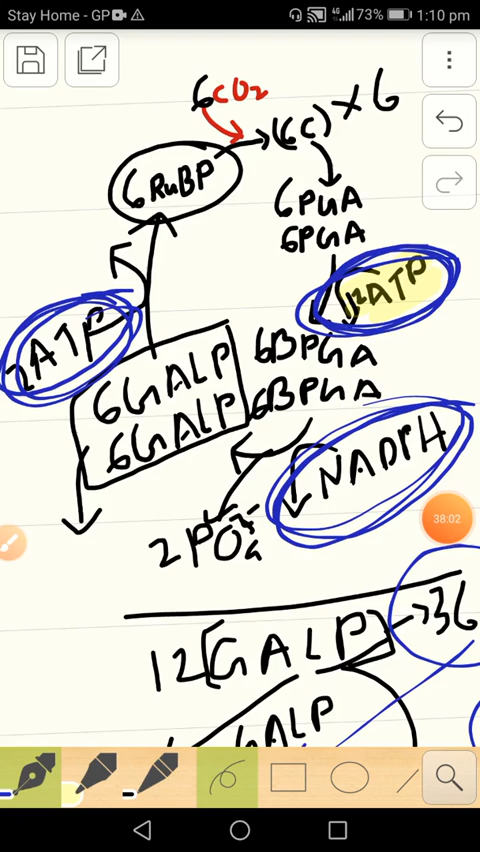 Stay Home - GP
4G 73% 1:10 pm
6CO2
(6C) × 6
6RuBP
6PGA
6PGA
12ATP
2ATP
6GALP
6GALP
6BPGA
6BPGA
NADPH
38:02
12[GALP] → 36
GALP